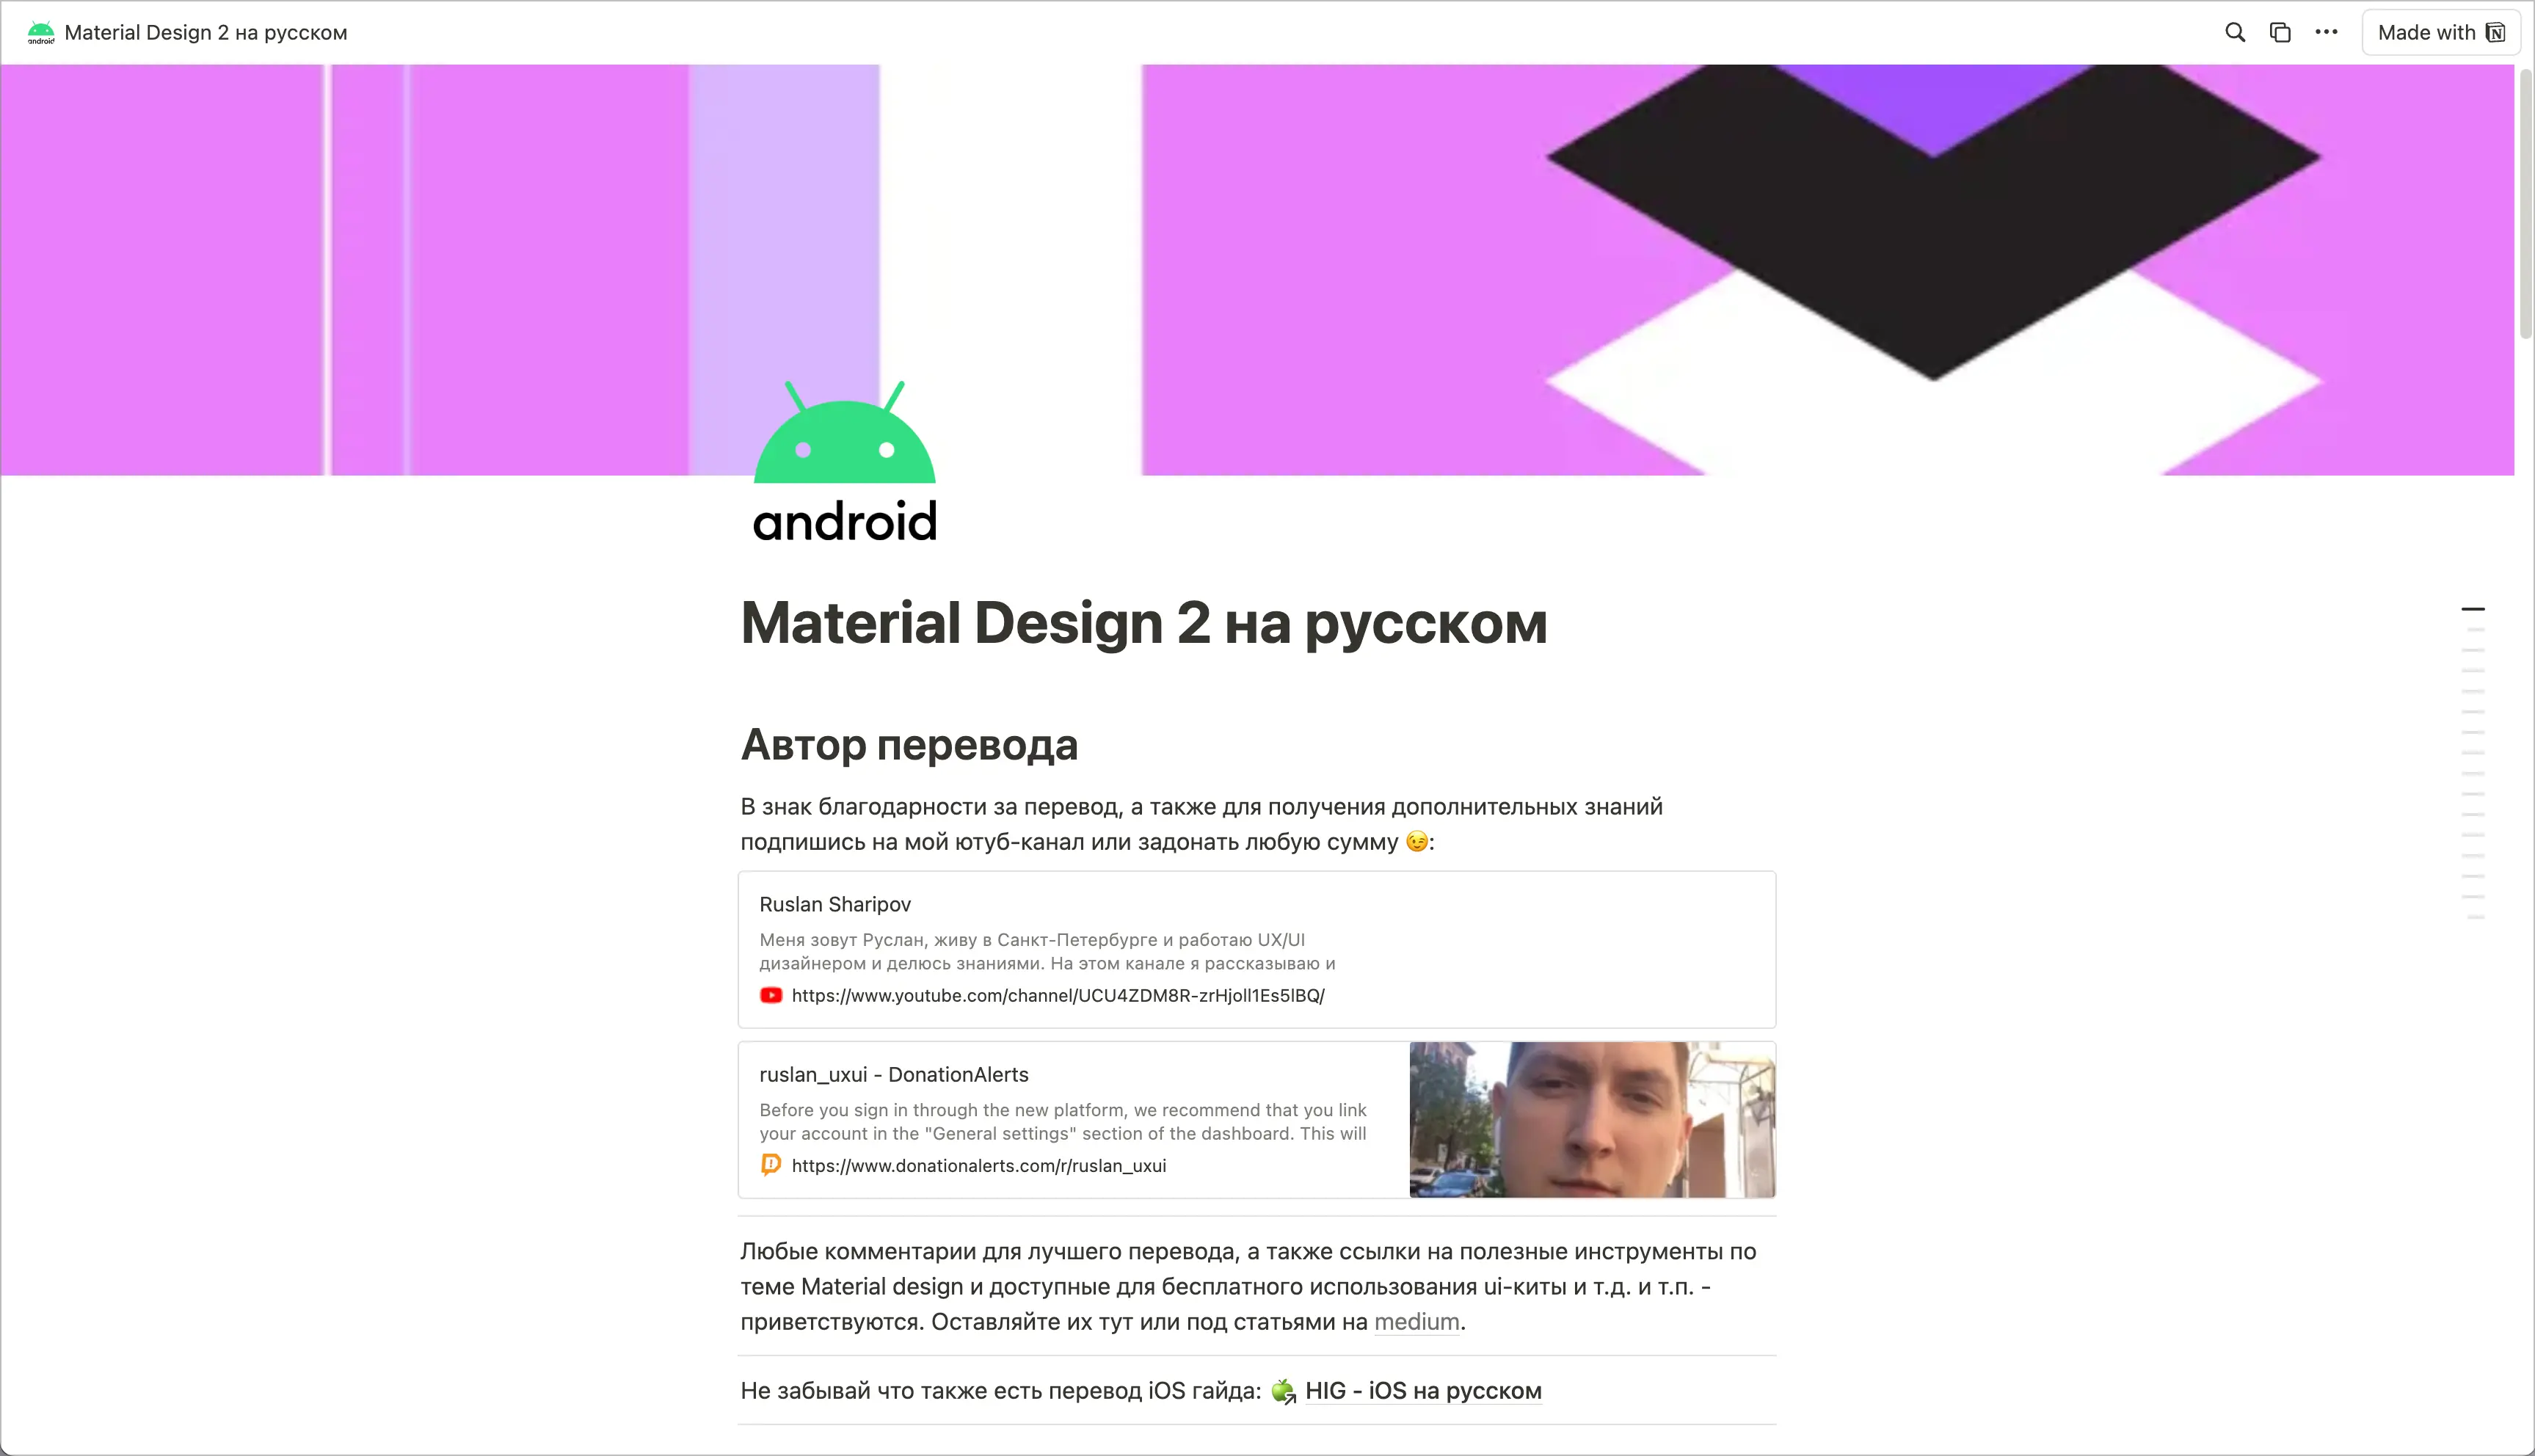 Material Design 2 на русском
Made with
android
Material Design 2 на русском
Автор перевода
В знак благодарности за перевод, а также для получения дополнительных знаний
подпишись на мой ютуб-канал или задонать любую сумму 😉:
Ruslan Sharipov
Меня зовут Руслан, живу в Санкт-Петербурге и работаю UX/UI
дизайнером и делюсь знаниями. На этом канале я рассказываю и
https://www.youtube.com/channel/UCU4ZDM8R-zrHjoll1Es5lBQ/
ruslan_uxui - DonationAlerts
Before you sign in through the new platform, we recommend that you link
your account in the "General settings" section of the dashboard. This will
https://www.donationalerts.com/r/ruslan_uxui
Любые комментарии для лучшего перевода, а также ссылки на полезные инструменты по
теме Material design и доступные для бесплатного использования ui-киты и т.д. и т.п. -
приветствуются. Оставляйте их тут или под статьями на medium.
Не забывай что также есть перевод iOS гайда: HIG - iOS на русском